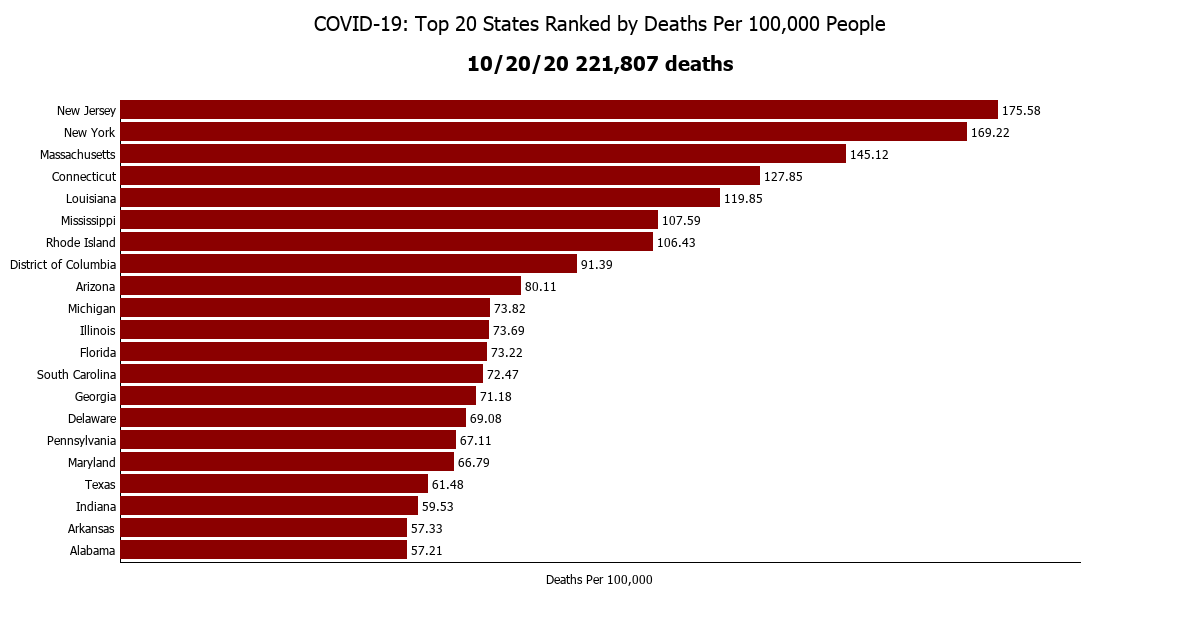 COVID-19: Top 20 States Ranked by Deaths Per 100,000 People
10/20/20 221,807 deaths
New Jersey 175.58
New York 169.22
Massachusetts 145.12
Connecticut 127.85
Louisiana 119.85
Mississippi 107.59
Rhode Island 106.43
District of Columbia 91.39
Arizona 80.11
Michigan 73.82
Illinois 73.69
Florida 73.22
South Carolina 72.47
Georgia 71.18
Delaware 69.08
Pennsylvania 67.11
Maryland 66.79
Texas 61.48
Indiana 59.53
Arkansas 57.33
Alabama 57.21
Deaths Per 100,000